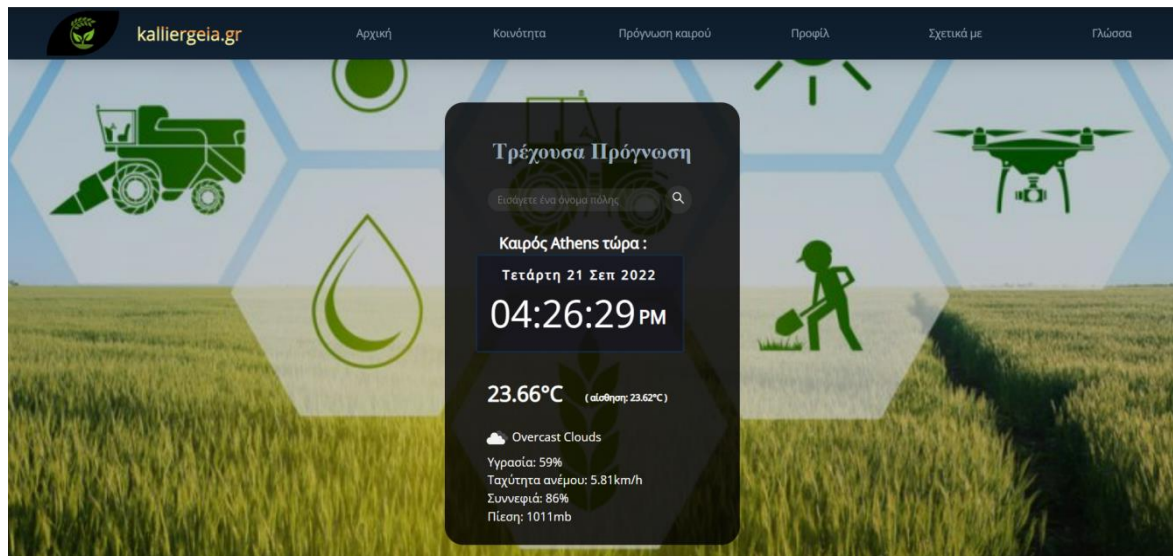 kalliergeia.gr
Αρχική
Κοινότητα
Πρόγνωση καιρού
Προφίλ
Σχετικά με
Γλώσσα
Τρέχουσα Πρόγνωση
Εισάγετε ένα όνομα πόλης
Καιρός Athens τώρα :
Τετάρτη 21 Σεπ 2022
04:26:29 PM
23.66°C ( αίσθηση: 23.62°C )
Overcast Clouds
Υγρασία: 59%
Ταχύτητα ανέμου: 5.81km/h
Συννεφιά: 86%
Πίεση: 1011mb